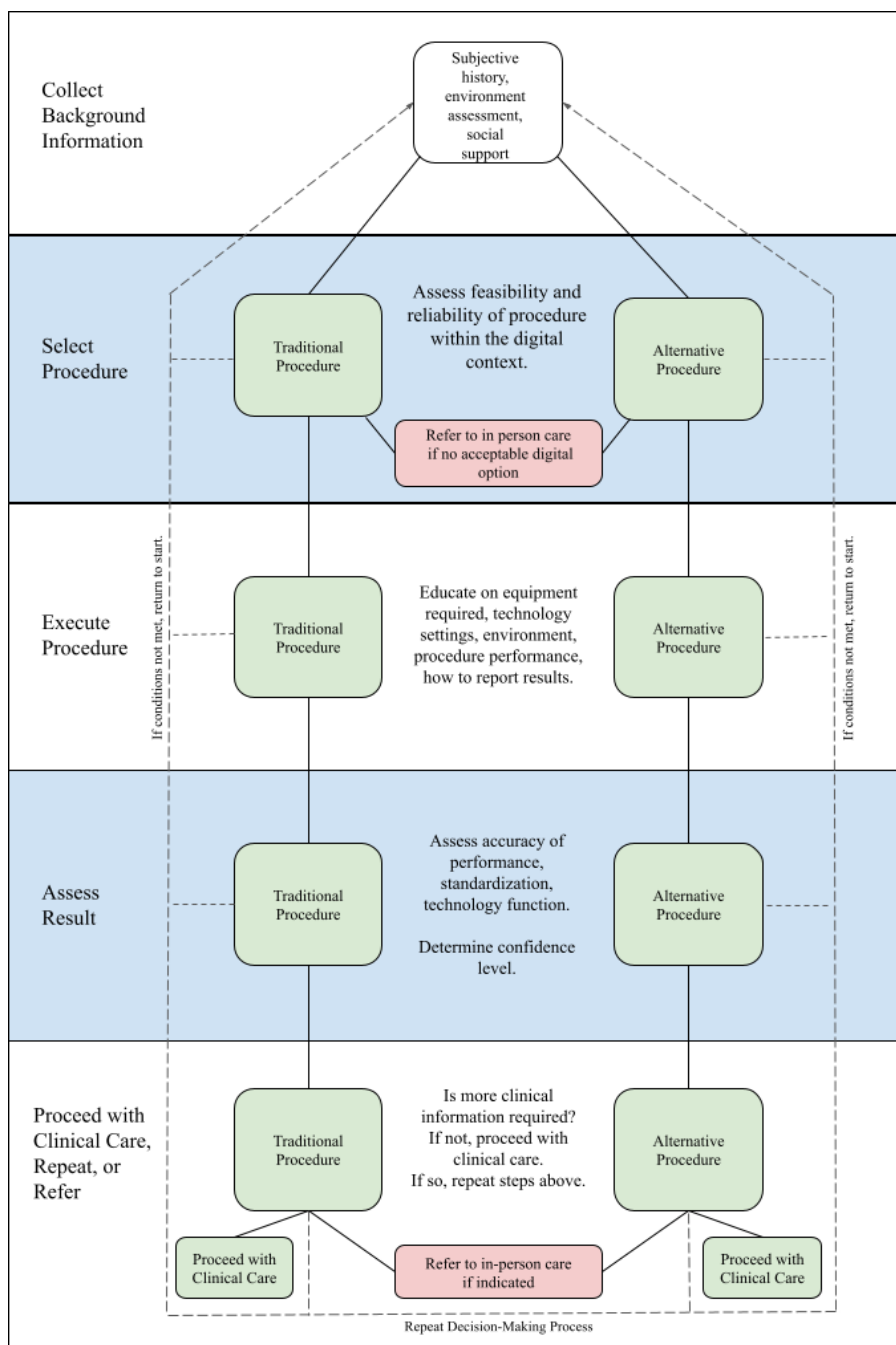 Collect
Background
Information
Subjective
history,
environment
assessment,
social
support
Select
Procedure
Traditional
Procedure
Assess feasibility and
reliability of procedure
within the digital
context.
Alternative
Procedure
Refer to in person care
if no acceptable digital
option
If conditions not met, return to start.
If conditions not met, return to start.
Execute
Procedure
Traditional
Procedure
Educate on equipment
required, technology
settings, environment,
procedure performance,
how to report results.
Alternative
Procedure
Assess
Result
Traditional
Procedure
Assess accuracy of
performance,
standardization,
technology function.
Determine confidence
level.
Alternative
Procedure
Proceed with
Clinical Care,
Repeat, or
Refer
Traditional
Procedure
Is more clinical
information required?
If not, proceed with
clinical care.
If so, repeat steps above.
Alternative
Procedure
Proceed with
Clinical Care
Refer to in-person care
if indicated
Proceed with
Clinical Care
Repeat Decision-Making Process